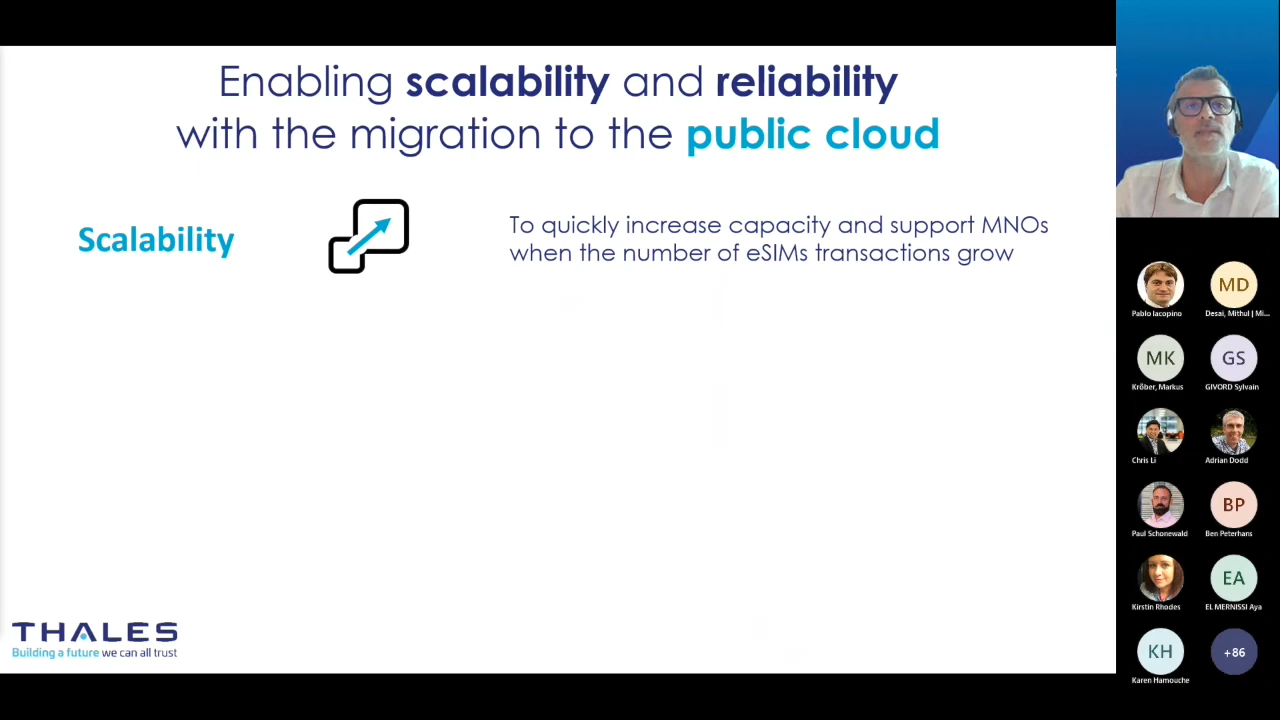 Enabling scalability and reliability
with the migration to the public cloud
Scalability
To quickly increase capacity and support MNOs
when the number of eSIMs transactions grow
THALES
Building a future we can all trust
Pablo Iacopino
MD
Desai, Mithul | Mi...
MK
Kröber, Markus
GS
GIVORD Sylvain
Chris Li
Adrian Dodd
Paul Schonewald
BP
Ben Peterhans
Kirstin Rhodes
EA
EL MERNISSI Aya
KH
Karen Hamouche
+86